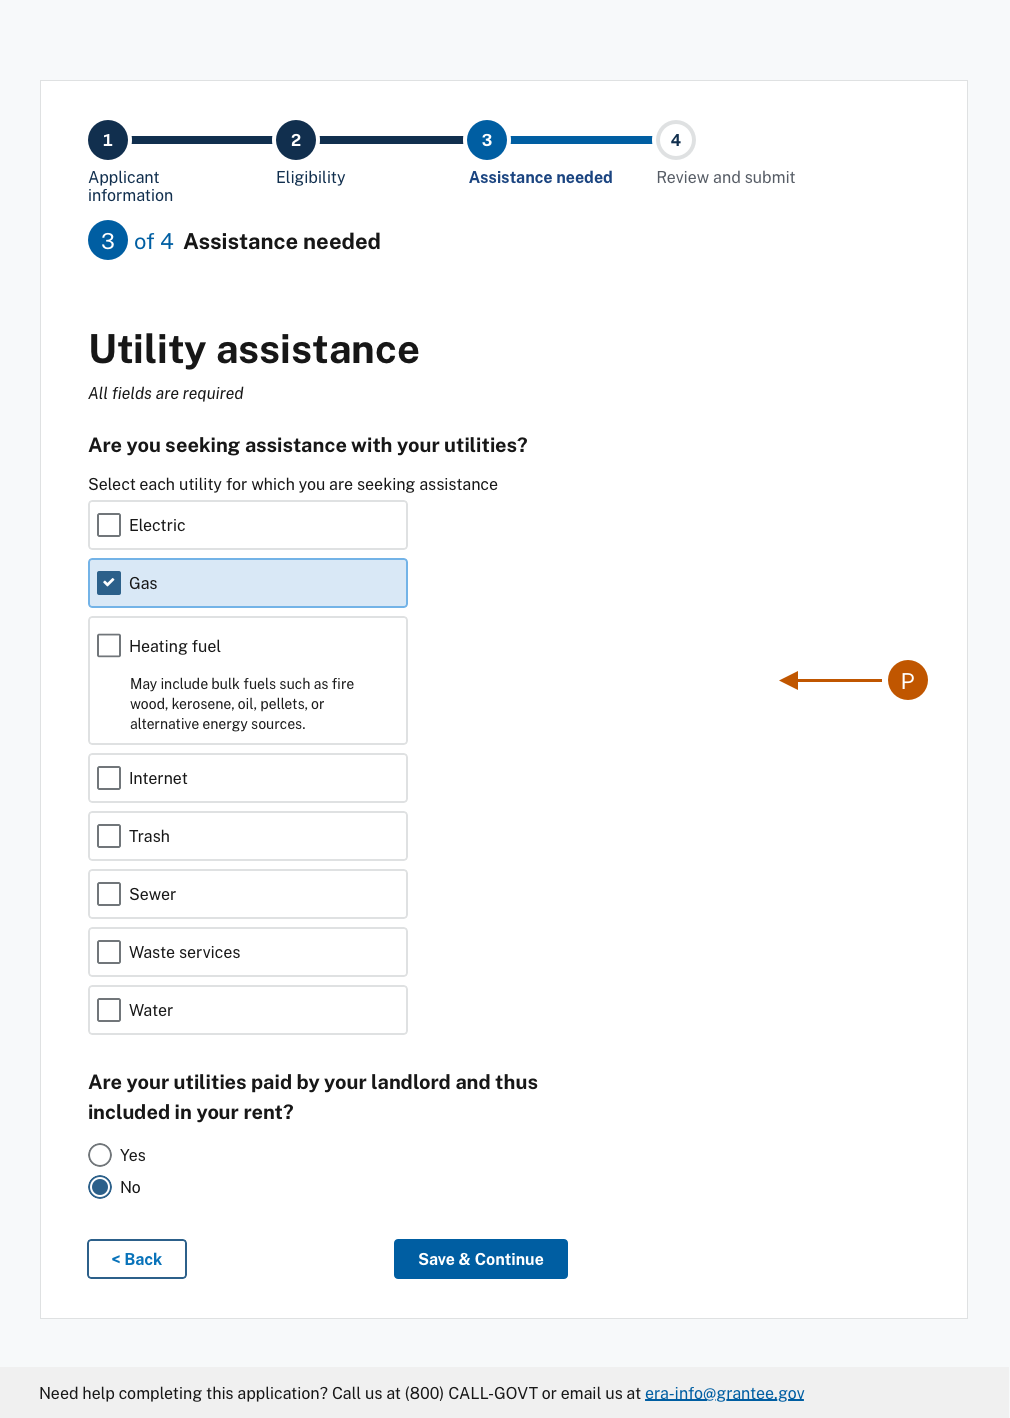 1
2
3
4
Applicant
information
Eligibility
Assistance needed
Review and submit
3 of 4 Assistance needed
Utility assistance
All fields are required
Are you seeking assistance with your utilities?
Select each utility for which you are seeking assistance
Electric
Gas
Heating fuel
May include bulk fuels such as fire
wood, kerosene, oil, pellets, or
alternative energy sources.
P
Internet
Trash
Sewer
Waste services
Water
Are your utilities paid by your landlord and thus
included in your rent?
Yes
No
< Back
Save & Continue
Need help completing this application? Call us at (800) CALL-GOVT or email us at era-info@grantee.gov